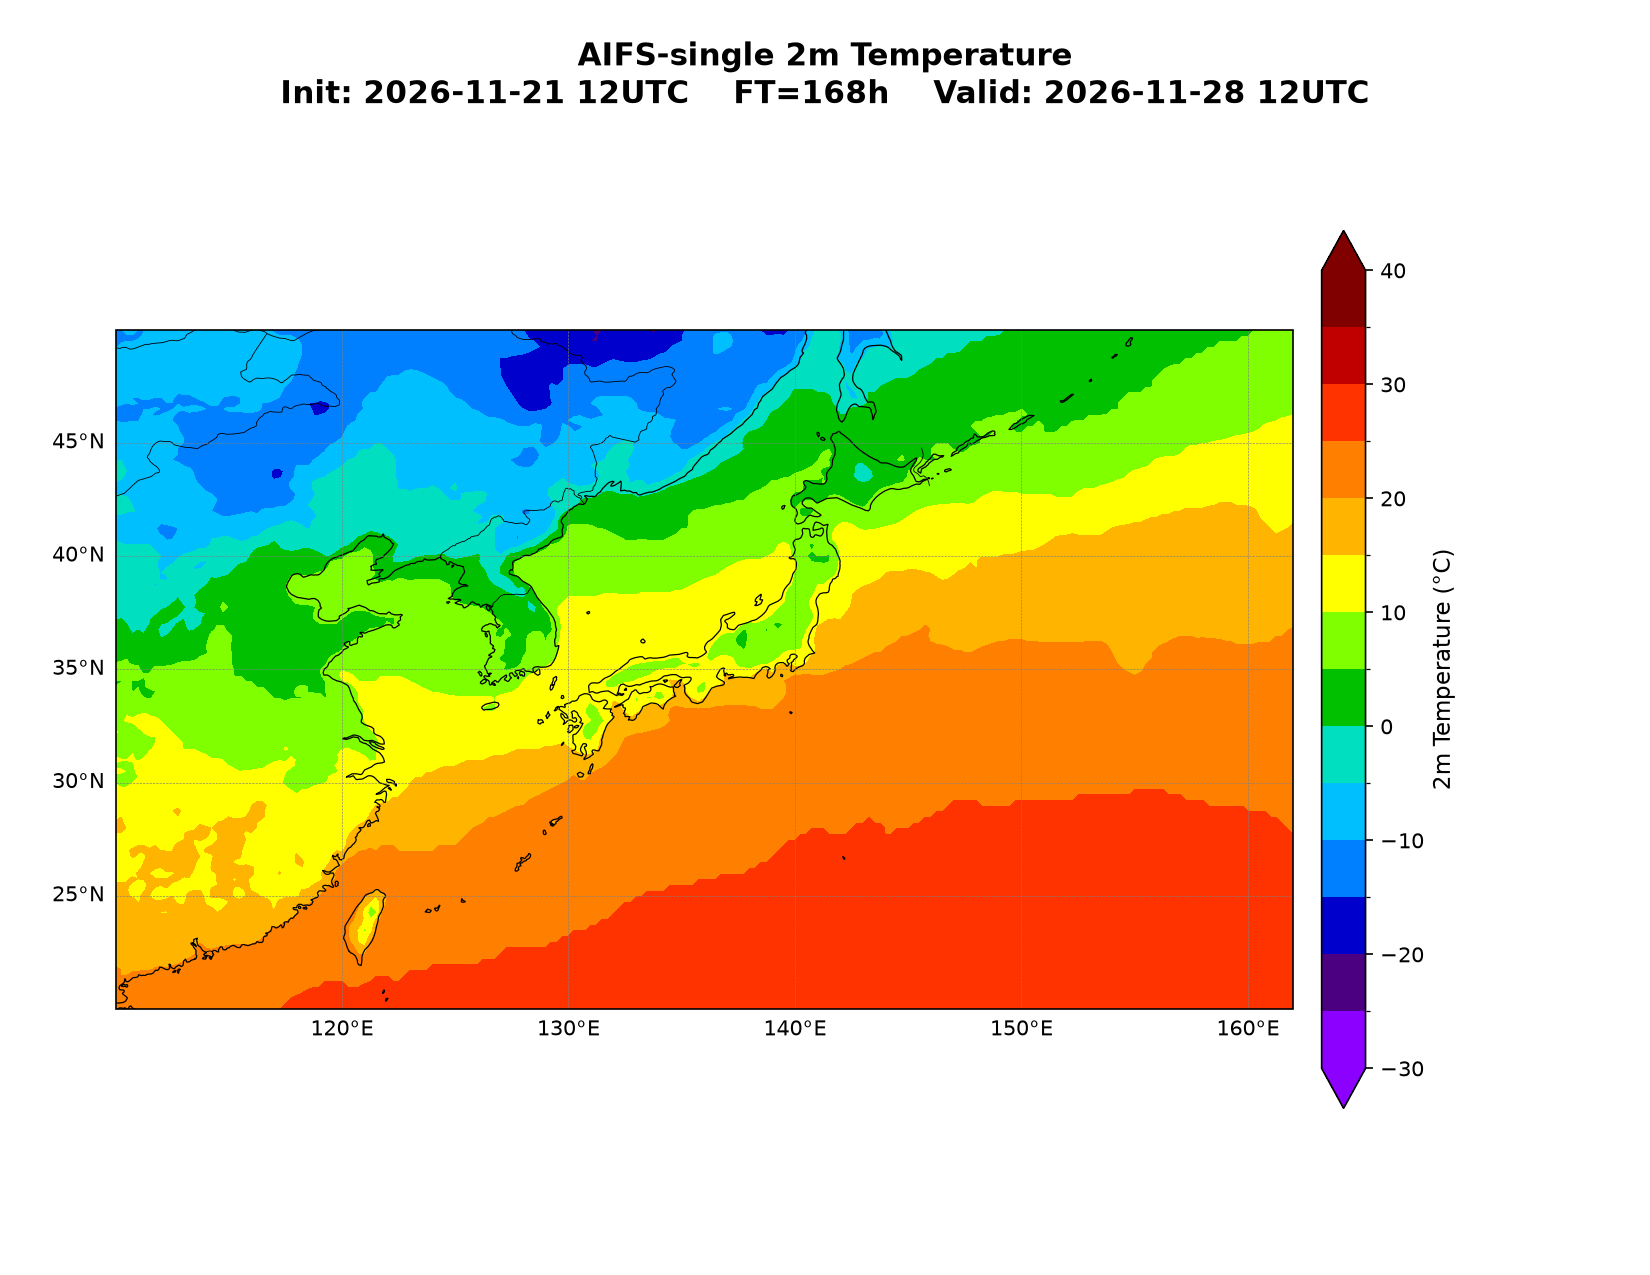 AIFS-single 2m Temperature
Init: 2026-11-21 12UTC    FT=168h    Valid: 2026-11-28 12UTC
40
30
20
10
0
−10
−20
−30
2m Temperature (°C)
45°N
40°N
35°N
30°N
25°N
120°E
130°E
140°E
150°E
160°E